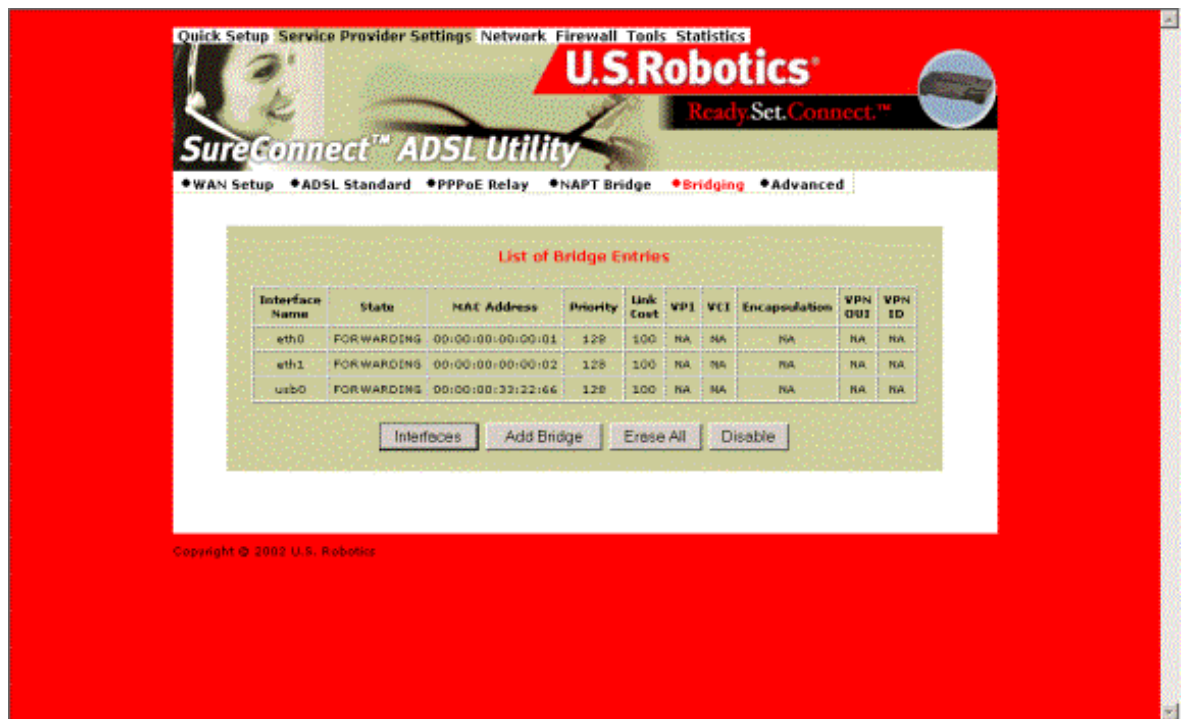 Quick Setup Service Provider Settings Network Firewall Tools Statistics
U.S.Robotics®
Ready.Set.Connect.™
SureConnect™ ADSL Utility
WAN Setup ADSL Standard PPPoE Relay NAPT Bridge Bridging Advanced
List of Bridge Entries
Interface Name State MAC Address Priority Link Cost VPI VCI Encapsulation VPN OUI VPN ID
eth0 FORWARDING 00:00:00:00:00:01 128 100 NA NA NA NA NA
eth1 FORWARDING 00:00:00:00:00:02 128 100 NA NA NA NA NA
usb0 FORWARDING 00:00:00:33:22:66 128 100 NA NA NA NA NA
Interfaces Add Bridge Erase All Disable
Copyright © 2002 U.S. Robotics